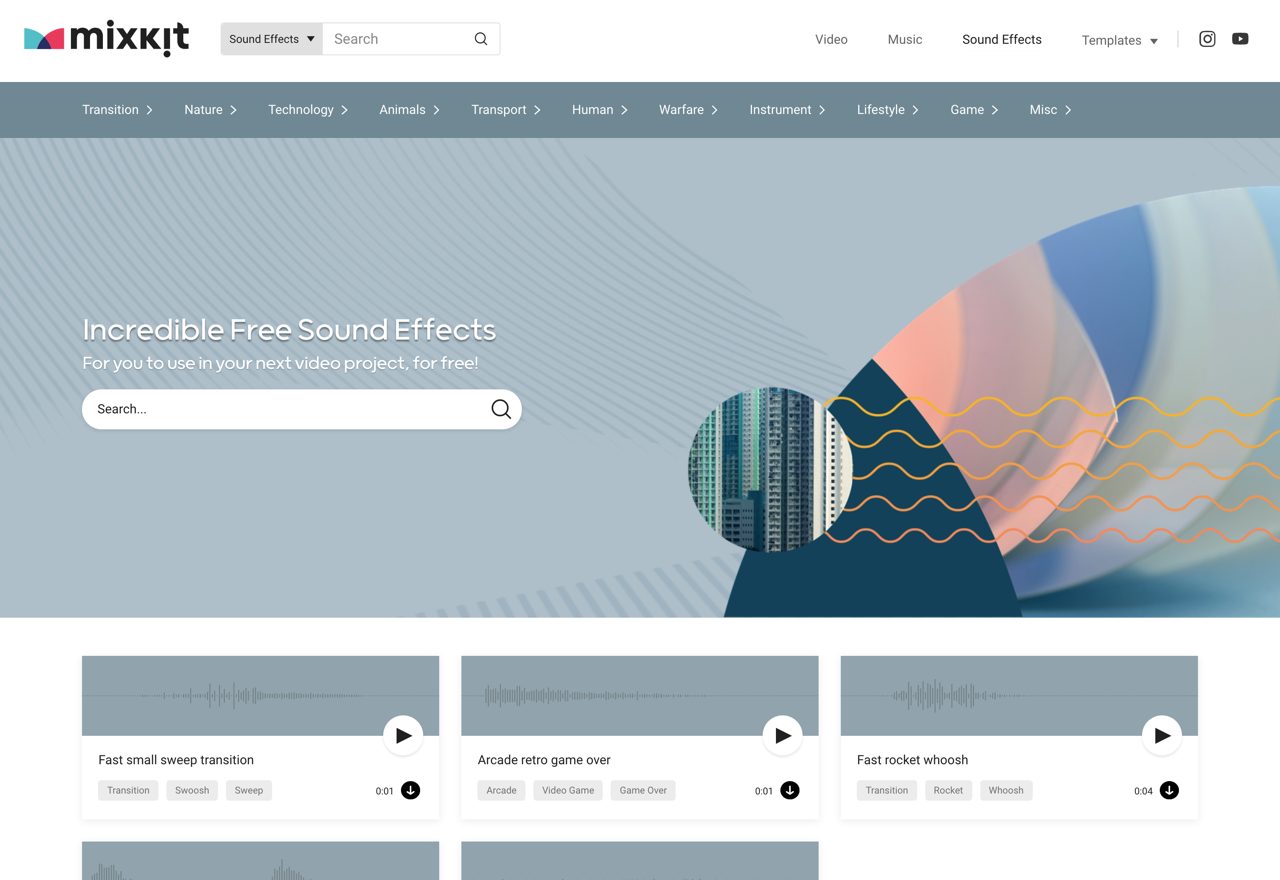 mixkit
Sound Effects
Search
Video
Music
Sound Effects
Templates
Transition
Nature
Technology
Animals
Transport
Human
Warfare
Instrument
Lifestyle
Game
Misc
Incredible Free Sound Effects
For you to use in your next video project, for free!
Search...
Fast small sweep transition
Transition Swoosh Sweep 0:01
Arcade retro game over
Arcade Video Game Game Over 0:01
Fast rocket whoosh
Transition Rocket Whoosh 0:04